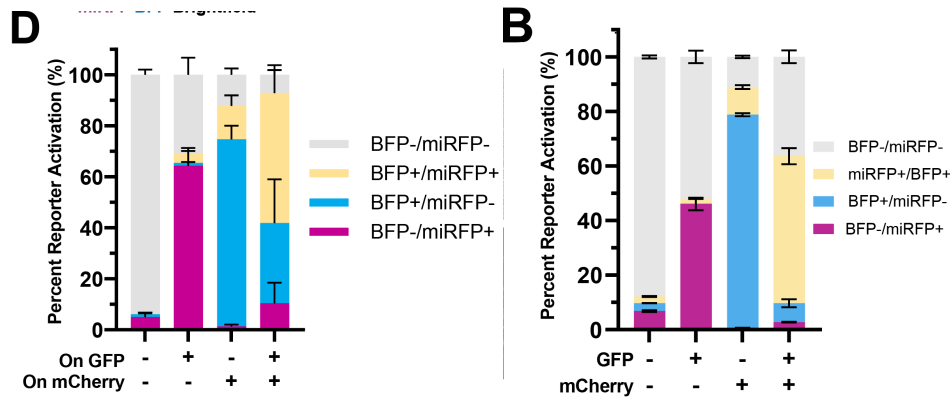 D
Percent Reporter Activation (%)
100
80
60
40
20
0
BFP-/miRFP-
BFP+/miRFP+
BFP+/miRFP-
BFP-/miRFP+
On GFP - + - +
On mCherry - - + +
B
Percent Reporter Activation (%)
100
80
60
40
20
0
BFP-/miRFP-
miRFP+/BFP+
BFP+/miRFP-
BFP-/miRFP+
GFP - + - +
mCherry - - + +